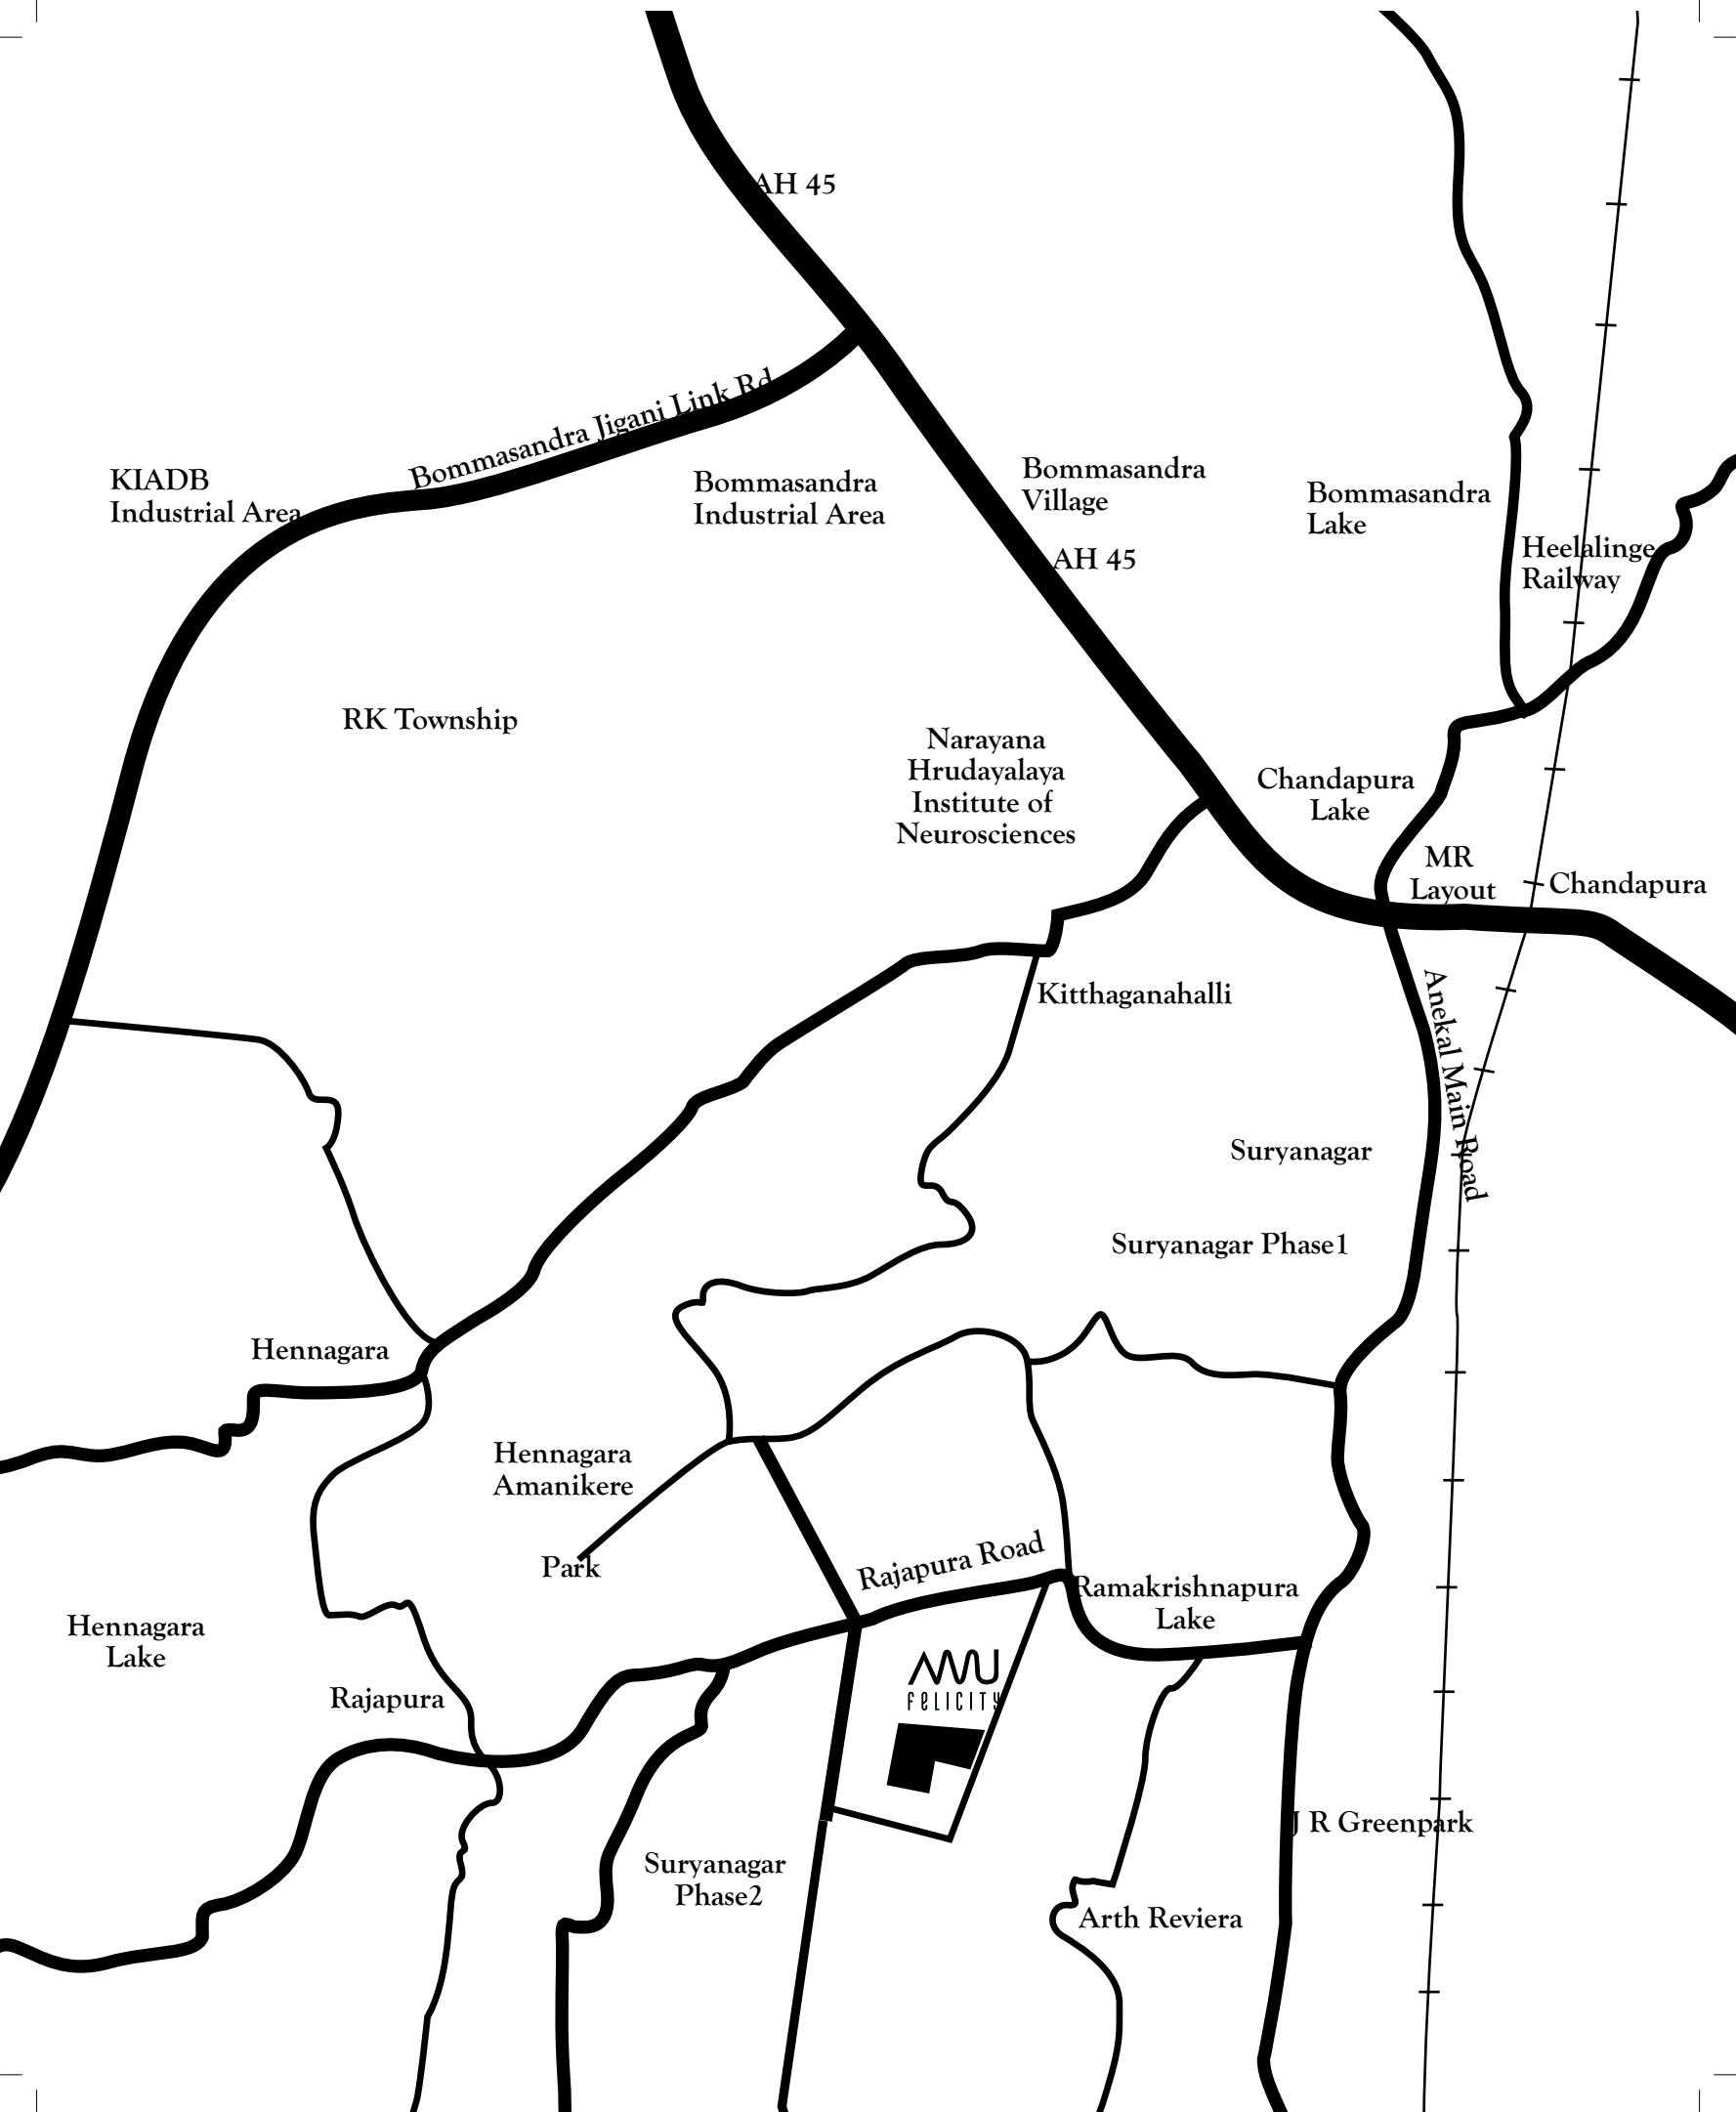 AH 45
Bommasandra Jigani Link Rd
KIADB
Industrial Area
Bommasandra
Industrial Area
Bommasandra
Village
Bommasandra
Lake
AH 45
Heelalinge
Railway
RK Township
Narayana
Hrudayalaya
Institute of
Neurosciences
Chandapura
Lake
MR
Layout
Chandapura
Kitthaganahalli
Anekal Main Road
Suryanagar
Suryanagar Phase1
Hennagara
Hennagara
Amanikere
Park
Rajapura Road
Ramakrishnapura
Lake
Hennagara
Lake
Rajapura
FELICITY
J R Greenpark
Suryanagar
Phase2
Arth Reviera